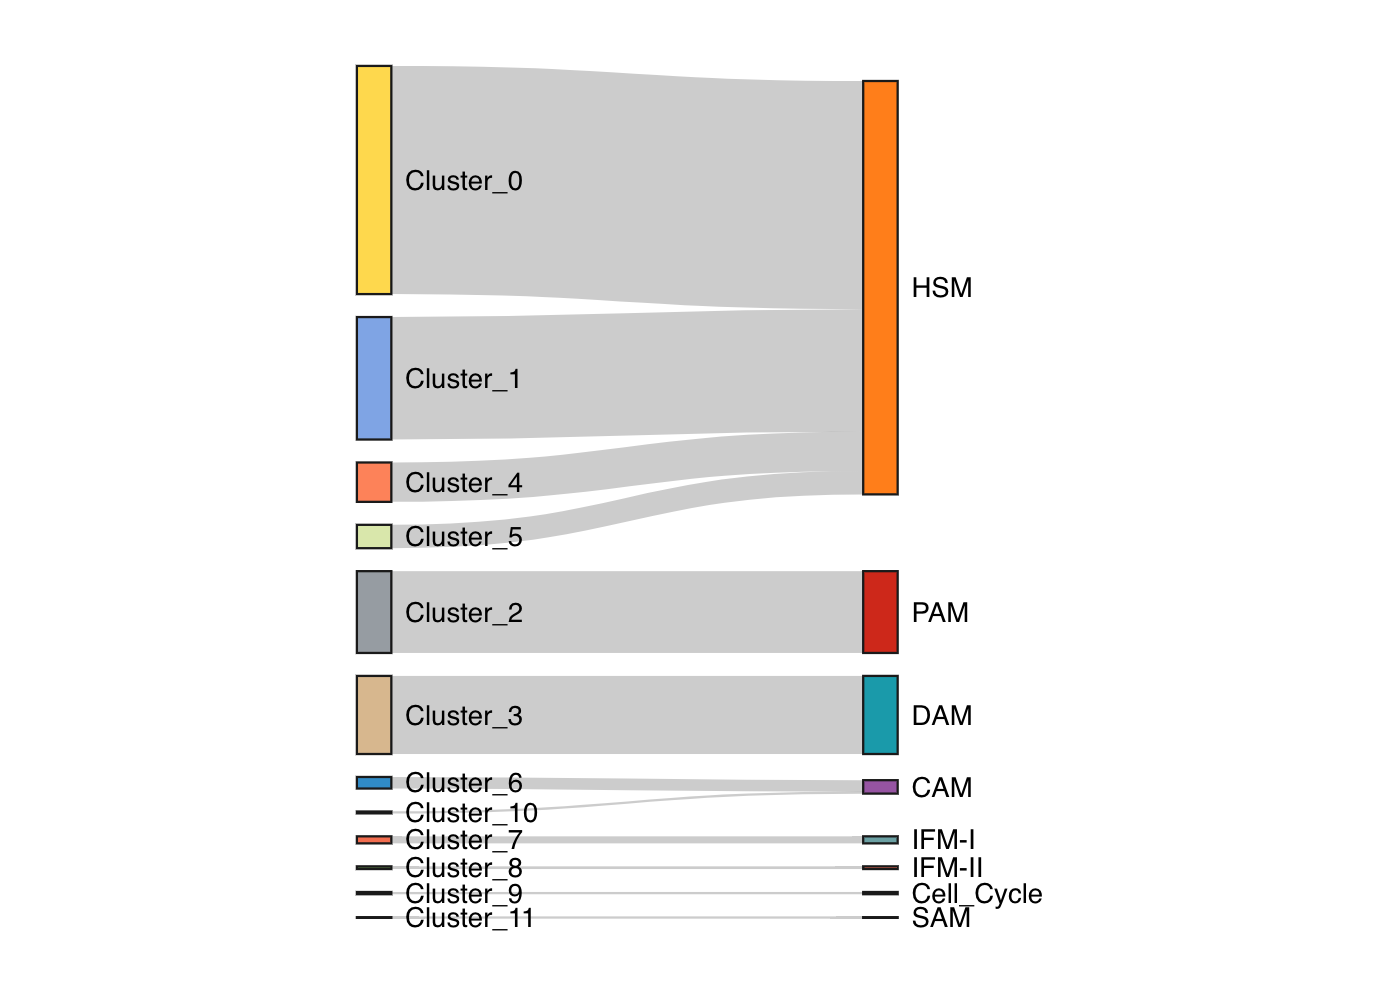 Cluster_0
HSM
Cluster_1
Cluster_4
Cluster_5
Cluster_2
PAM
Cluster_3
DAM
Cluster_6
CAM
Cluster_10
Cluster_7
IFM-I
Cluster_8
IFM-II
Cluster_9
Cell_Cycle
Cluster_11
SAM